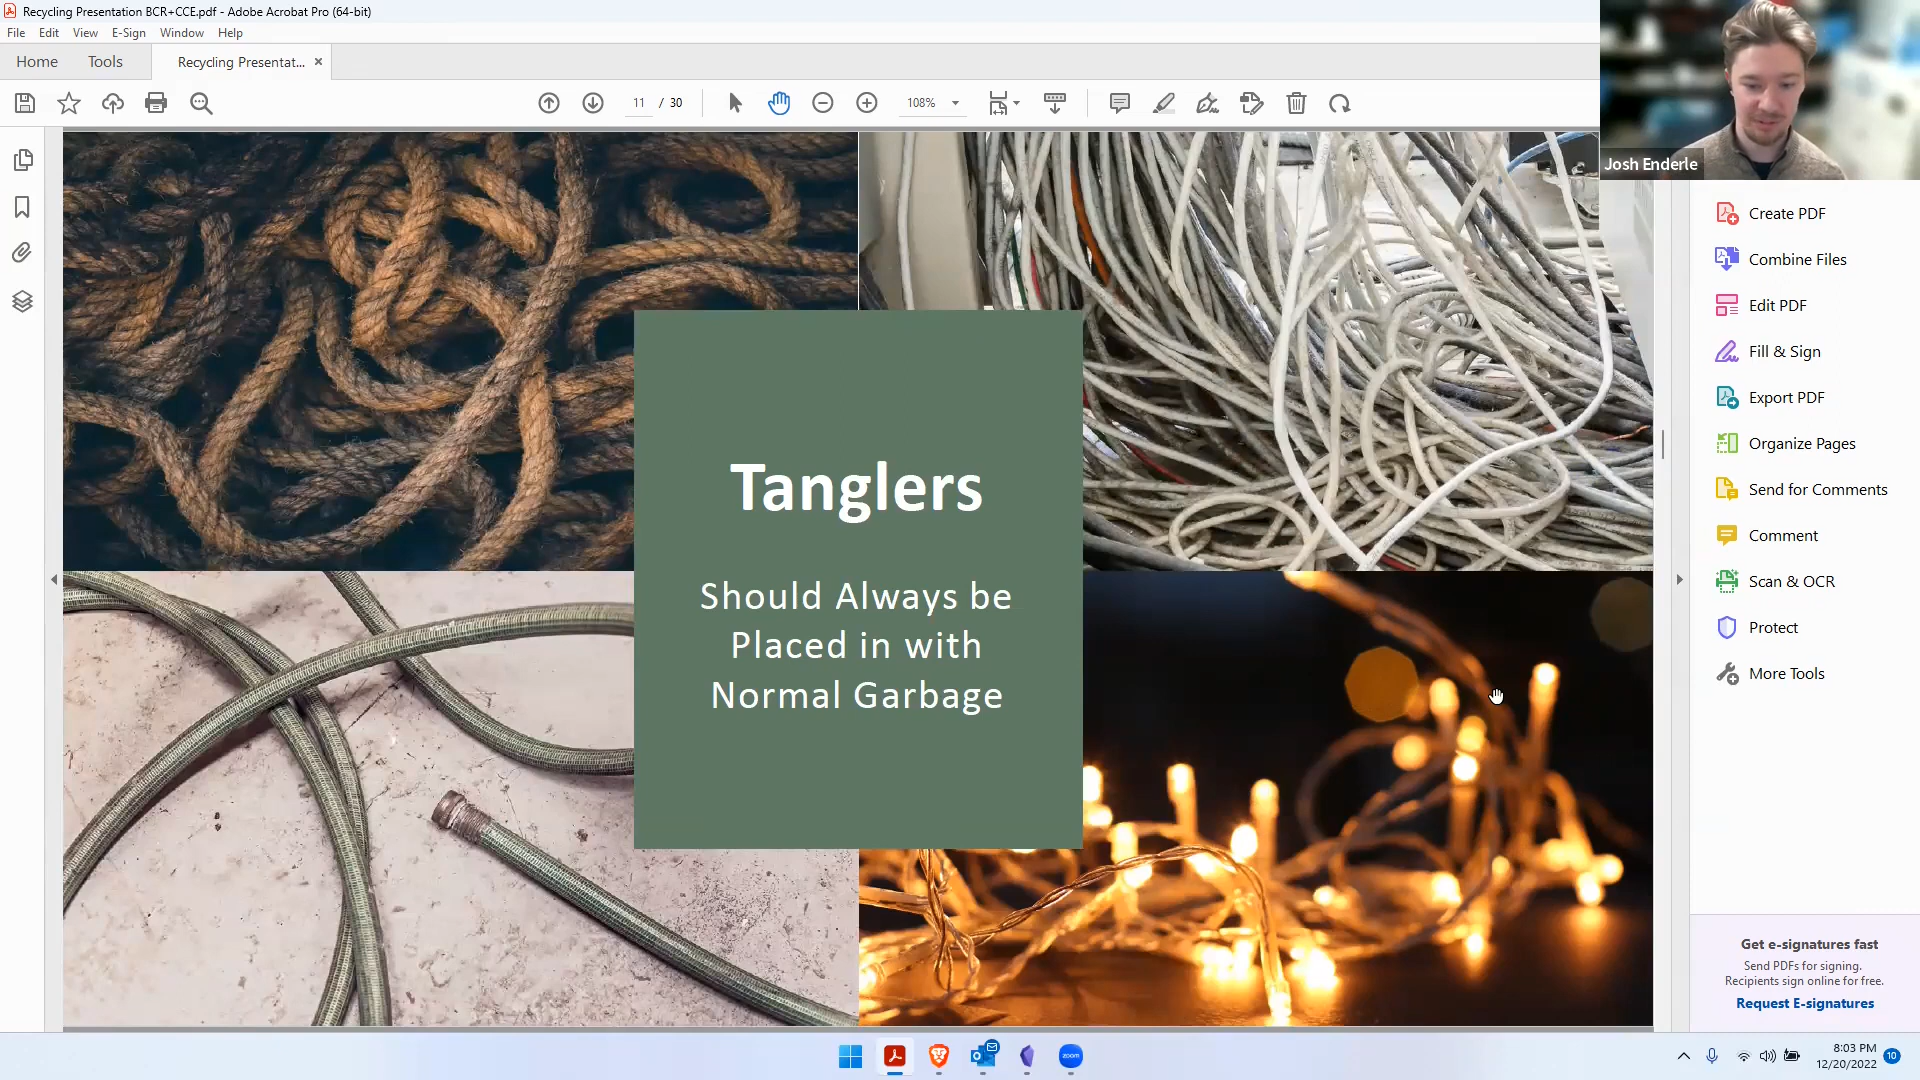 Recycling Presentation BCR+CCE.pdf - Adobe Acrobat Pro (64-bit)
File Edit View E-Sign Window Help
Home Tools Recycling Presentat... ×
11 / 30 108%
Josh Enderle
Tanglers
Should Always be
Placed in with
Normal Garbage
Create PDF
Combine Files
Edit PDF
Fill & Sign
Export PDF
Organize Pages
Send for Comments
Comment
Scan & OCR
Protect
More Tools
Get e-signatures fast
Send PDFs for signing.
Recipients sign online for free.
Request E-signatures
zoom
8:03 PM
12/20/2022
10